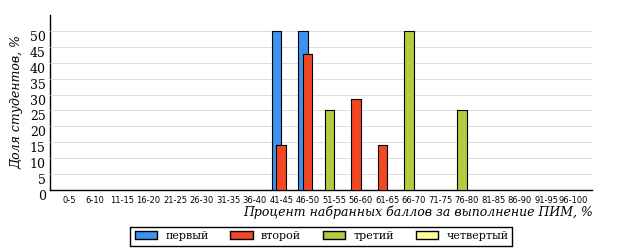 Доля студентов, %
50
45
40
35
30
25
20
15
10
5
0
0-5 6-10 11-15 16-20 21-25 26-30 31-35 36-40 41-45 46-50 51-55 56-60 61-65 66-70 71-75 76-80 81-85 86-90 91-95 96-100
Процент набранных баллов за выполнение ПИМ, %
первый второй третий четвертый